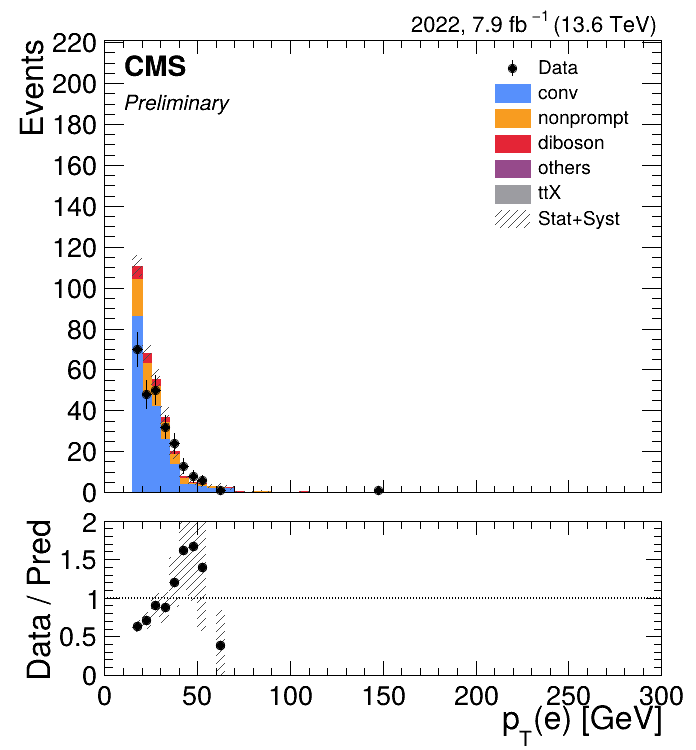 2022, 7.9 fb⁻¹ (13.6 TeV)
Events
CMS
Preliminary
Data
conv
nonprompt
diboson
others
ttX
Stat+Syst
220
200
180
160
140
120
100
80
60
40
20
0
Data / Pred
2
1.5
1
0.5
0
0 50 100 150 200 250 300
p_T(e) [GeV]